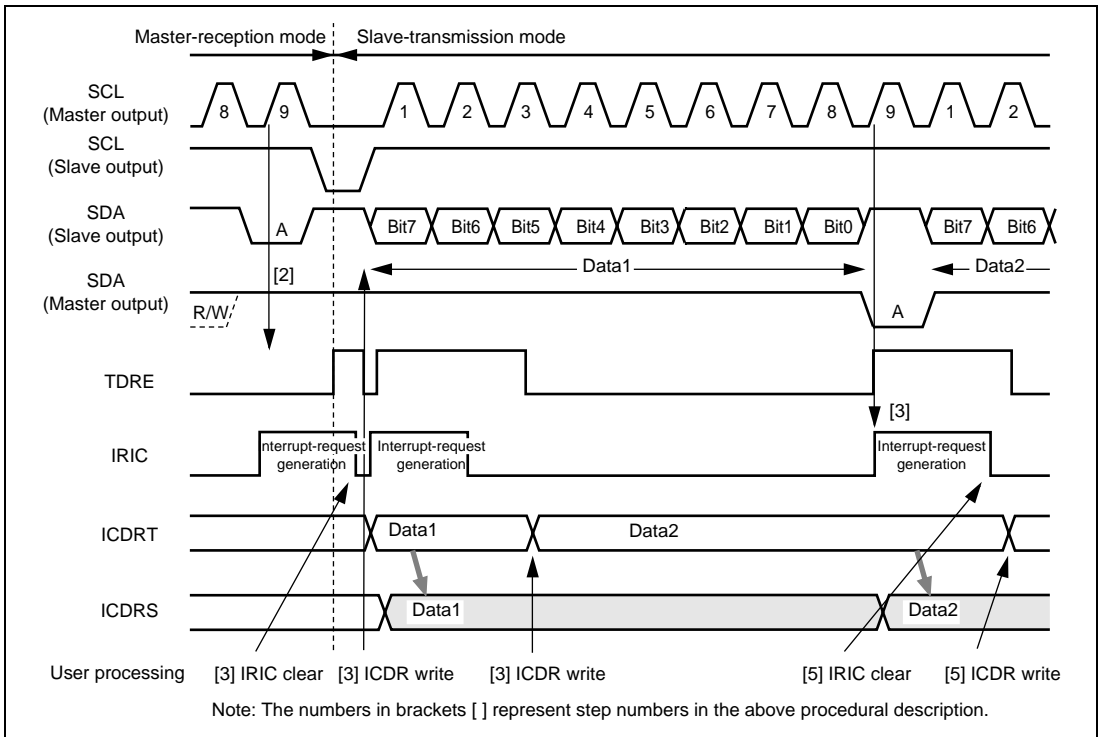 Master-reception mode Slave-transmission mode
SCL
(Master output)
8 9 1 2 3 4 5 6 7 8 9 1 2
SCL
(Slave output)
SDA
(Slave output)
A Bit7 Bit6 Bit5 Bit4 Bit3 Bit2 Bit1 Bit0 Bit7 Bit6
[2] Data1 Data2
SDA
(Master output)
R/W A
TDRE
[3]
IRIC
nterrupt-request generation
Interrupt-request generation
Interrupt-request generation
ICDRT
Data1 Data2
ICDRS
Data1 Data2
User processing [3] IRIC clear [3] ICDR write [3] ICDR write [5] IRIC clear [5] ICDR write
Note: The numbers in brackets [ ] represent step numbers in the above procedural description.